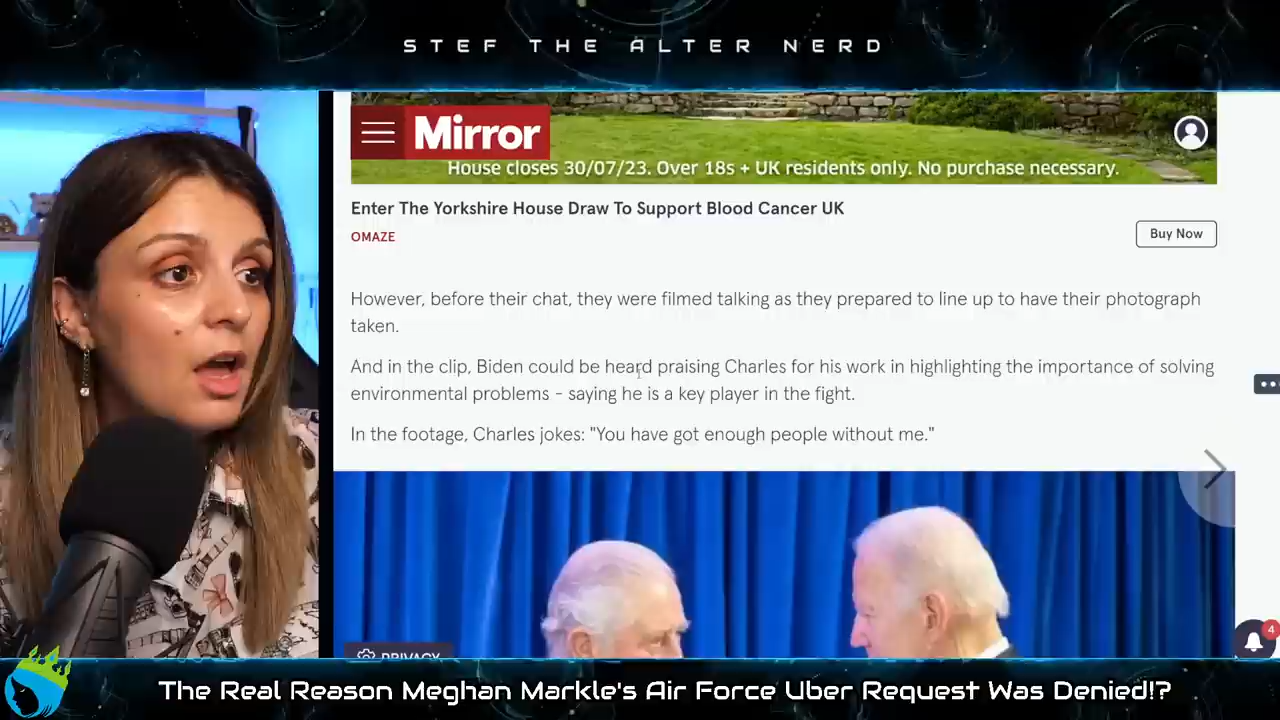 STEF THE ALTER NERD
Mirror
House closes 30/07/23. Over 18s + UK residents only. No purchase necessary.
Enter The Yorkshire House Draw To Support Blood Cancer UK
OMAZE
Buy Now
However, before their chat, they were filmed talking as they prepared to line up to have their photograph
taken.
And in the clip, Biden could be heard praising Charles for his work in highlighting the importance of solving
environmental problems - saying he is a key player in the fight.
In the footage, Charles jokes: "You have got enough people without me."
PRIVACY
4
The Real Reason Meghan Markle's Air Force Uber Request Was Denied!?